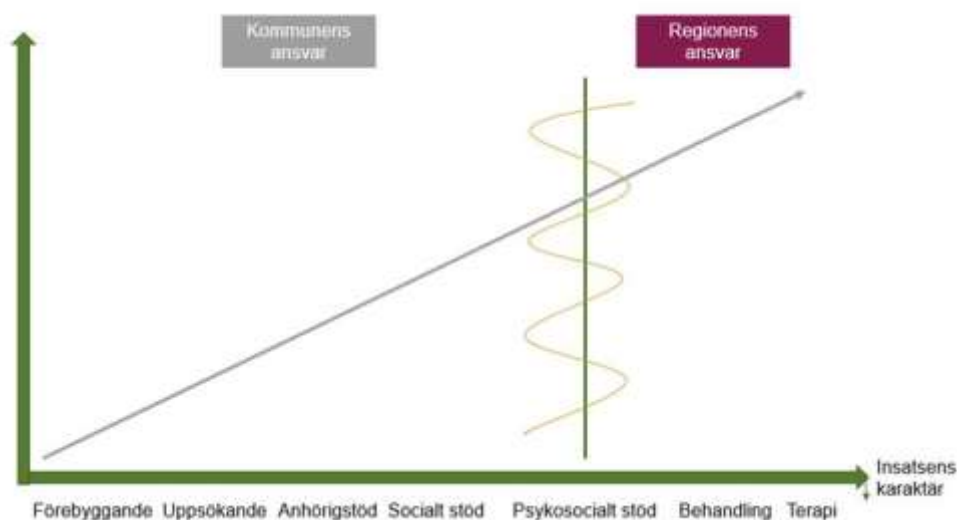 Kommunens
ansvar
Regionens
ansvar
Insatsens
karaktär
Förebyggande Uppsökande Anhörigstöd Socialt stöd Psykosocialt stöd Behandling Terapi